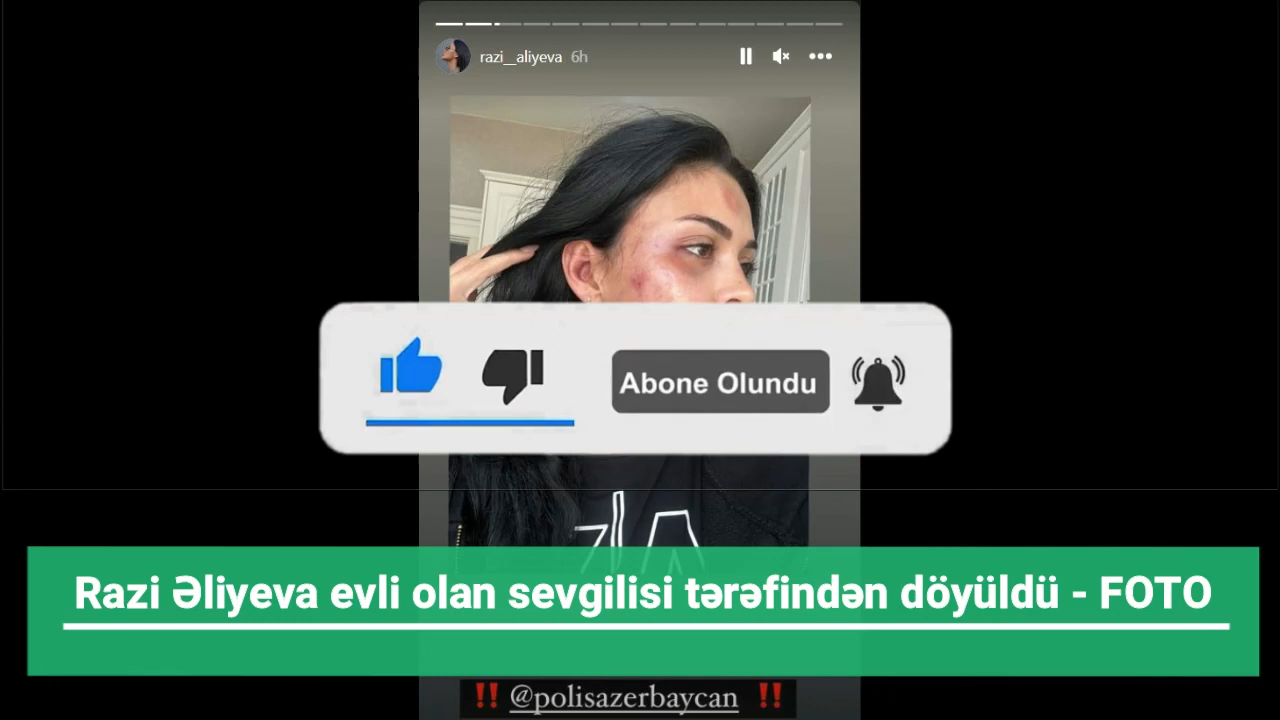 razi__aliyeva 6h
Abone Olundu
Razi Əliyeva evli olan sevgilisi tərəfindən döyüldü - FOTO
‼️ @polisazerbaycan ‼️